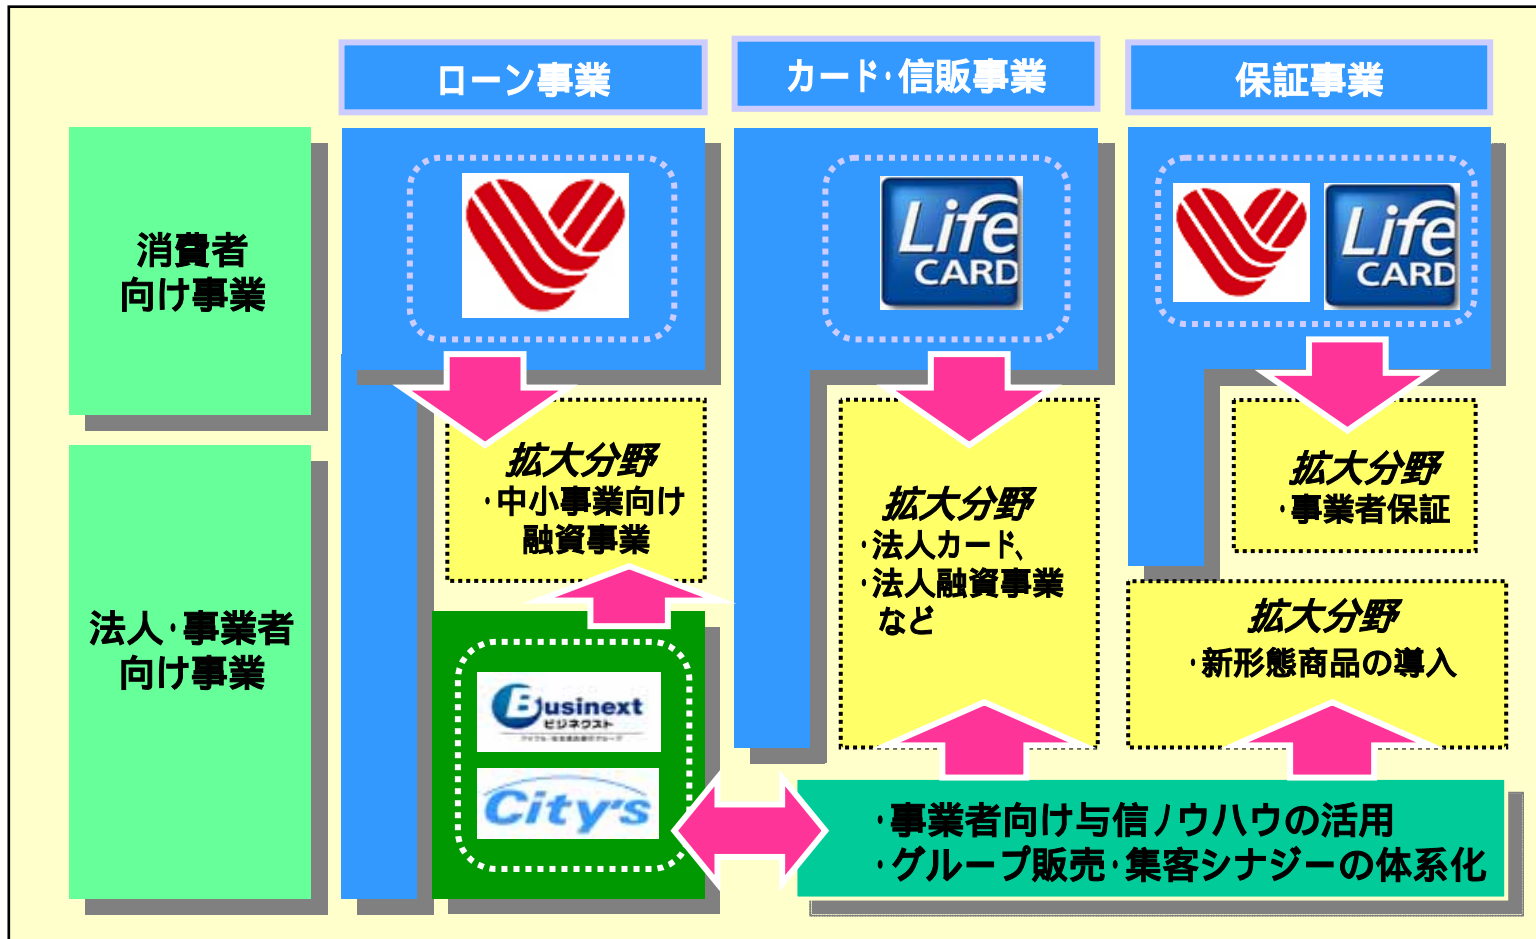 ローン事業
カード・信販事業
保証事業
消費者
向け事業
Life
CARD
Life
CARD
拡大分野
・中小事業向け
融資事業
拡大分野
・法人カード、
・法人融資事業
など
拡大分野
・事業者保証
法人・事業者
向け事業
拡大分野
・新形態商品の導入
Businext
ビジネクスト
City's
・事業者向け与信ノウハウの活用
・グループ販売・集客シナジーの体系化